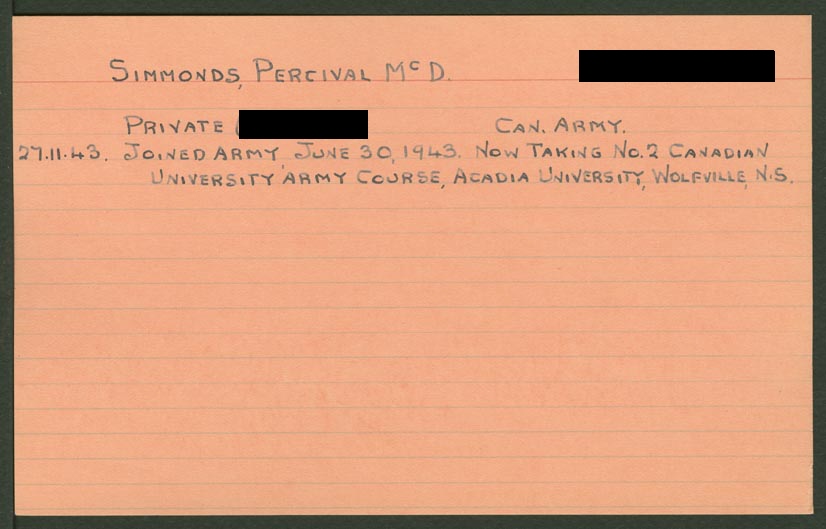 SIMMONDS, PERCIVAL McD.
PRIVATE ( CAN. ARMY.
27.11.43. JOINED ARMY, JUNE 30, 1943. NOW TAKING NO.2 CANADIAN
UNIVERSITY ARMY COURSE, ACADIA UNIVERSITY, WOLFVILLE, N.S.